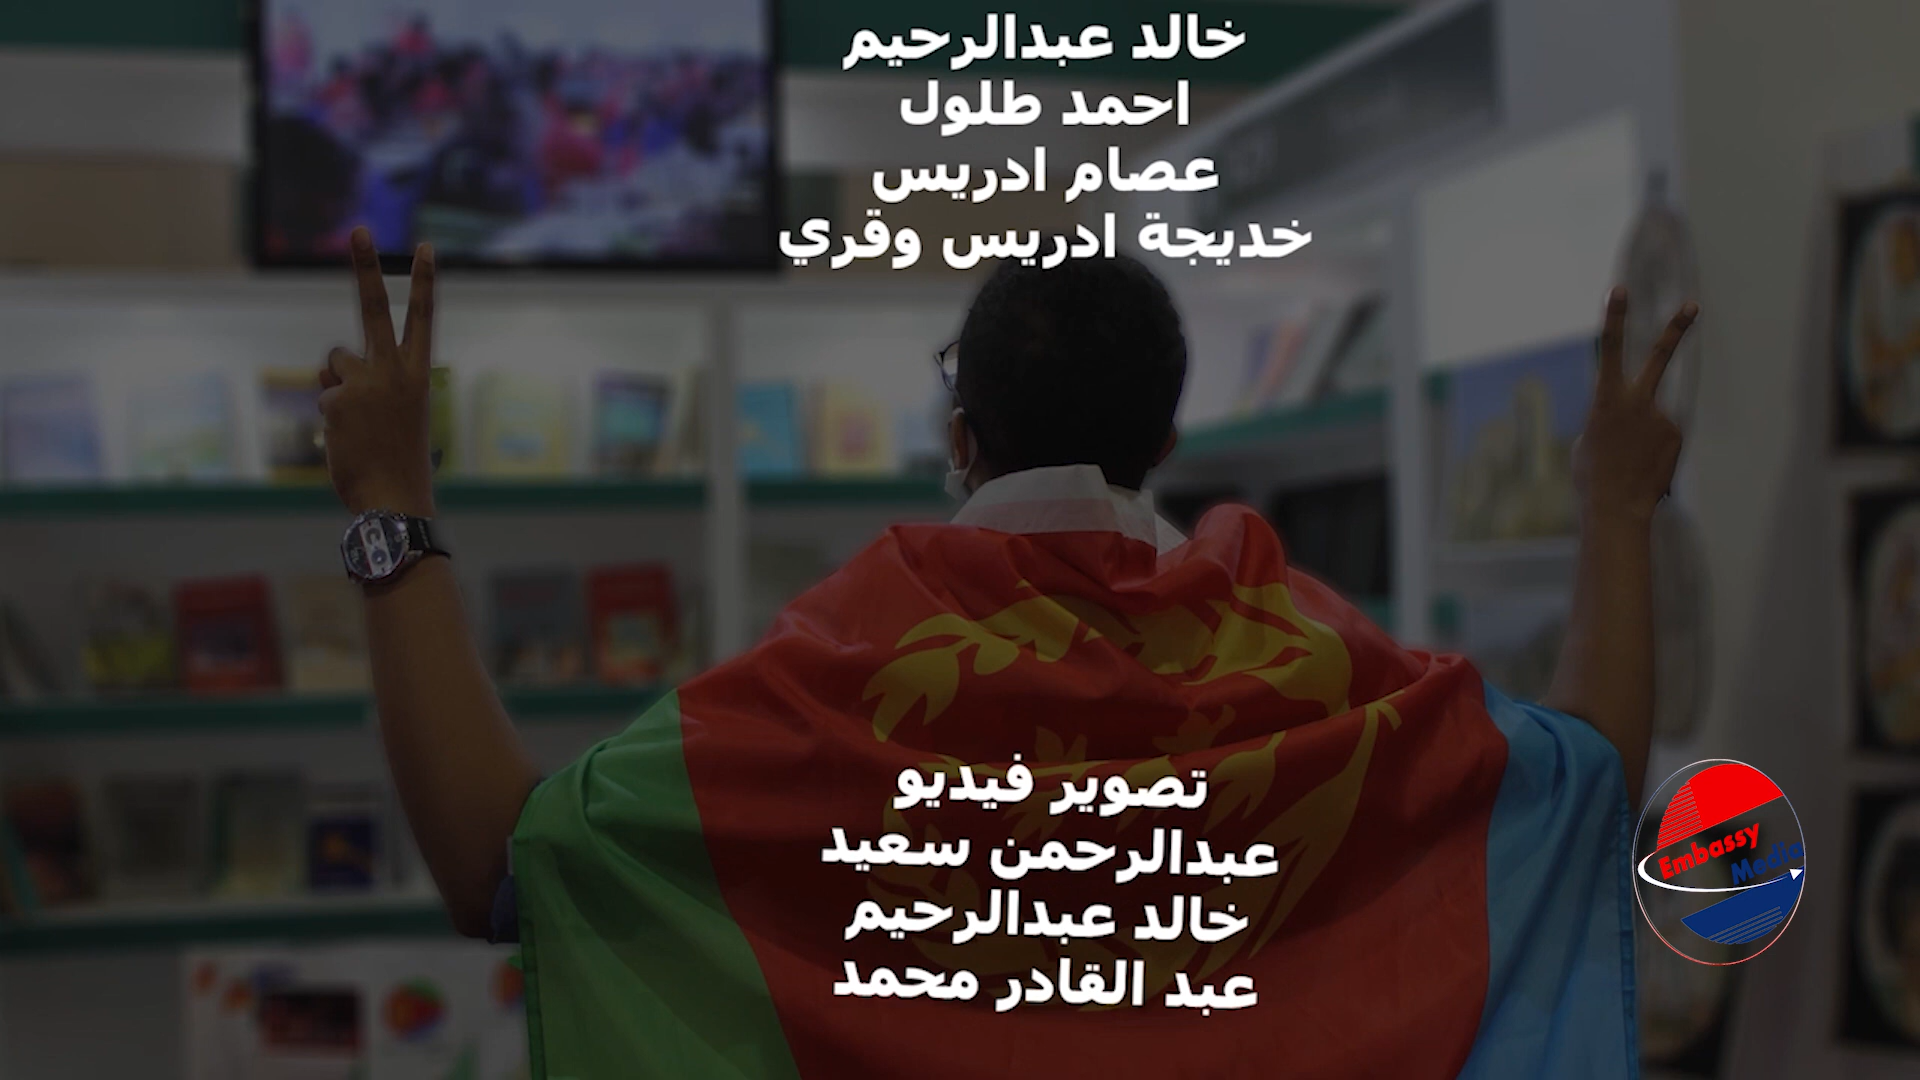 خالد عبدالرحيم
احمد طلول
عصام ادريس
خديجة ادريس وقري
تصوير فيديو
عبدالرحمن سعيد
خالد عبدالرحيم
عبد القادر محمد
Embassy
Media